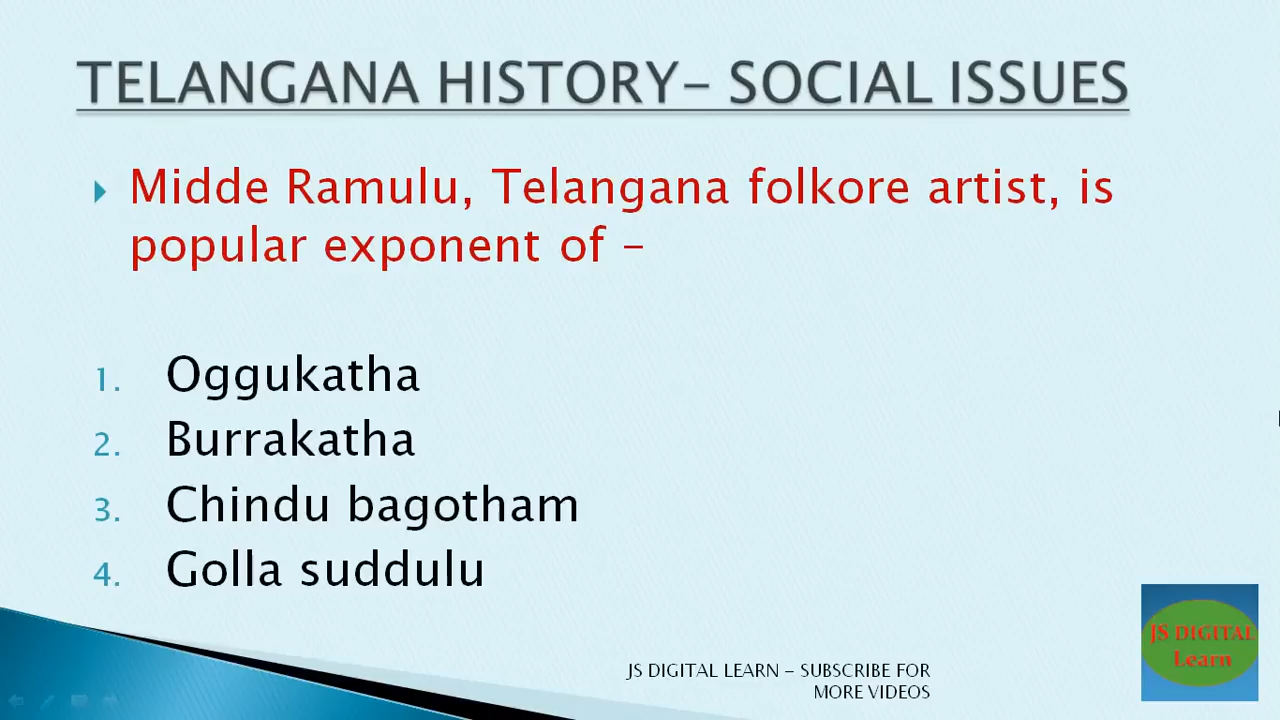 TELANGANA HISTORY- SOCIAL ISSUES
Midde Ramulu, Telangana folkore artist, is
popular exponent of -
1. Oggukatha
2. Burrakatha
3. Chindu bagotham
4. Golla suddulu
JS DIGITAL
Learn
JS DIGITAL LEARN - SUBSCRIBE FOR
MORE VIDEOS